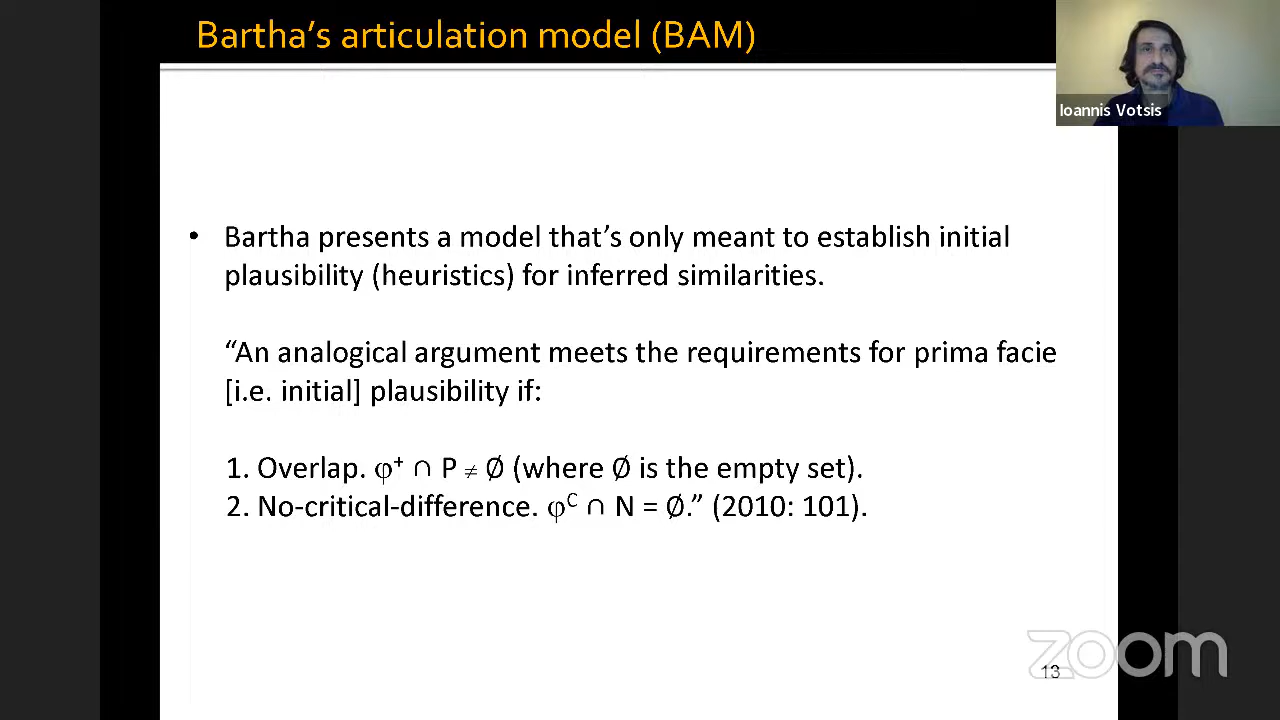 Bartha’s articulation model (BAM)
Ioannis Votsis
• Bartha presents a model that’s only meant to establish initial
plausibility (heuristics) for inferred similarities.
“An analogical argument meets the requirements for prima facie
[i.e. initial] plausibility if:
1. Overlap. φ⁺ ∩ P ≠ Ø (where Ø is the empty set).
2. No-critical-difference. φᶜ ∩ N = Ø.” (2010: 101).
zoom
13